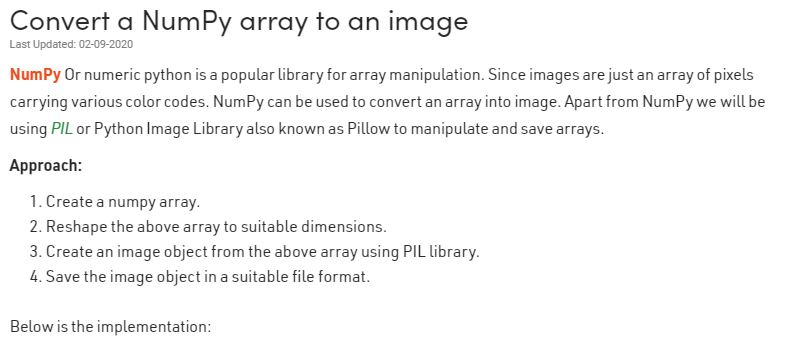 Convert a NumPy array to an image
Last Updated: 02-09-2020
NumPy Or numeric python is a popular library for array manipulation. Since images are just an array of pixels
carrying various color codes. NumPy can be used to convert an array into image. Apart from NumPy we will be
using PIL or Python Image Library also known as Pillow to manipulate and save arrays.
Approach:
1. Create a numpy array.
2. Reshape the above array to suitable dimensions.
3. Create an image object from the above array using PIL library.
4. Save the image object in a suitable file format.
Below is the implementation: